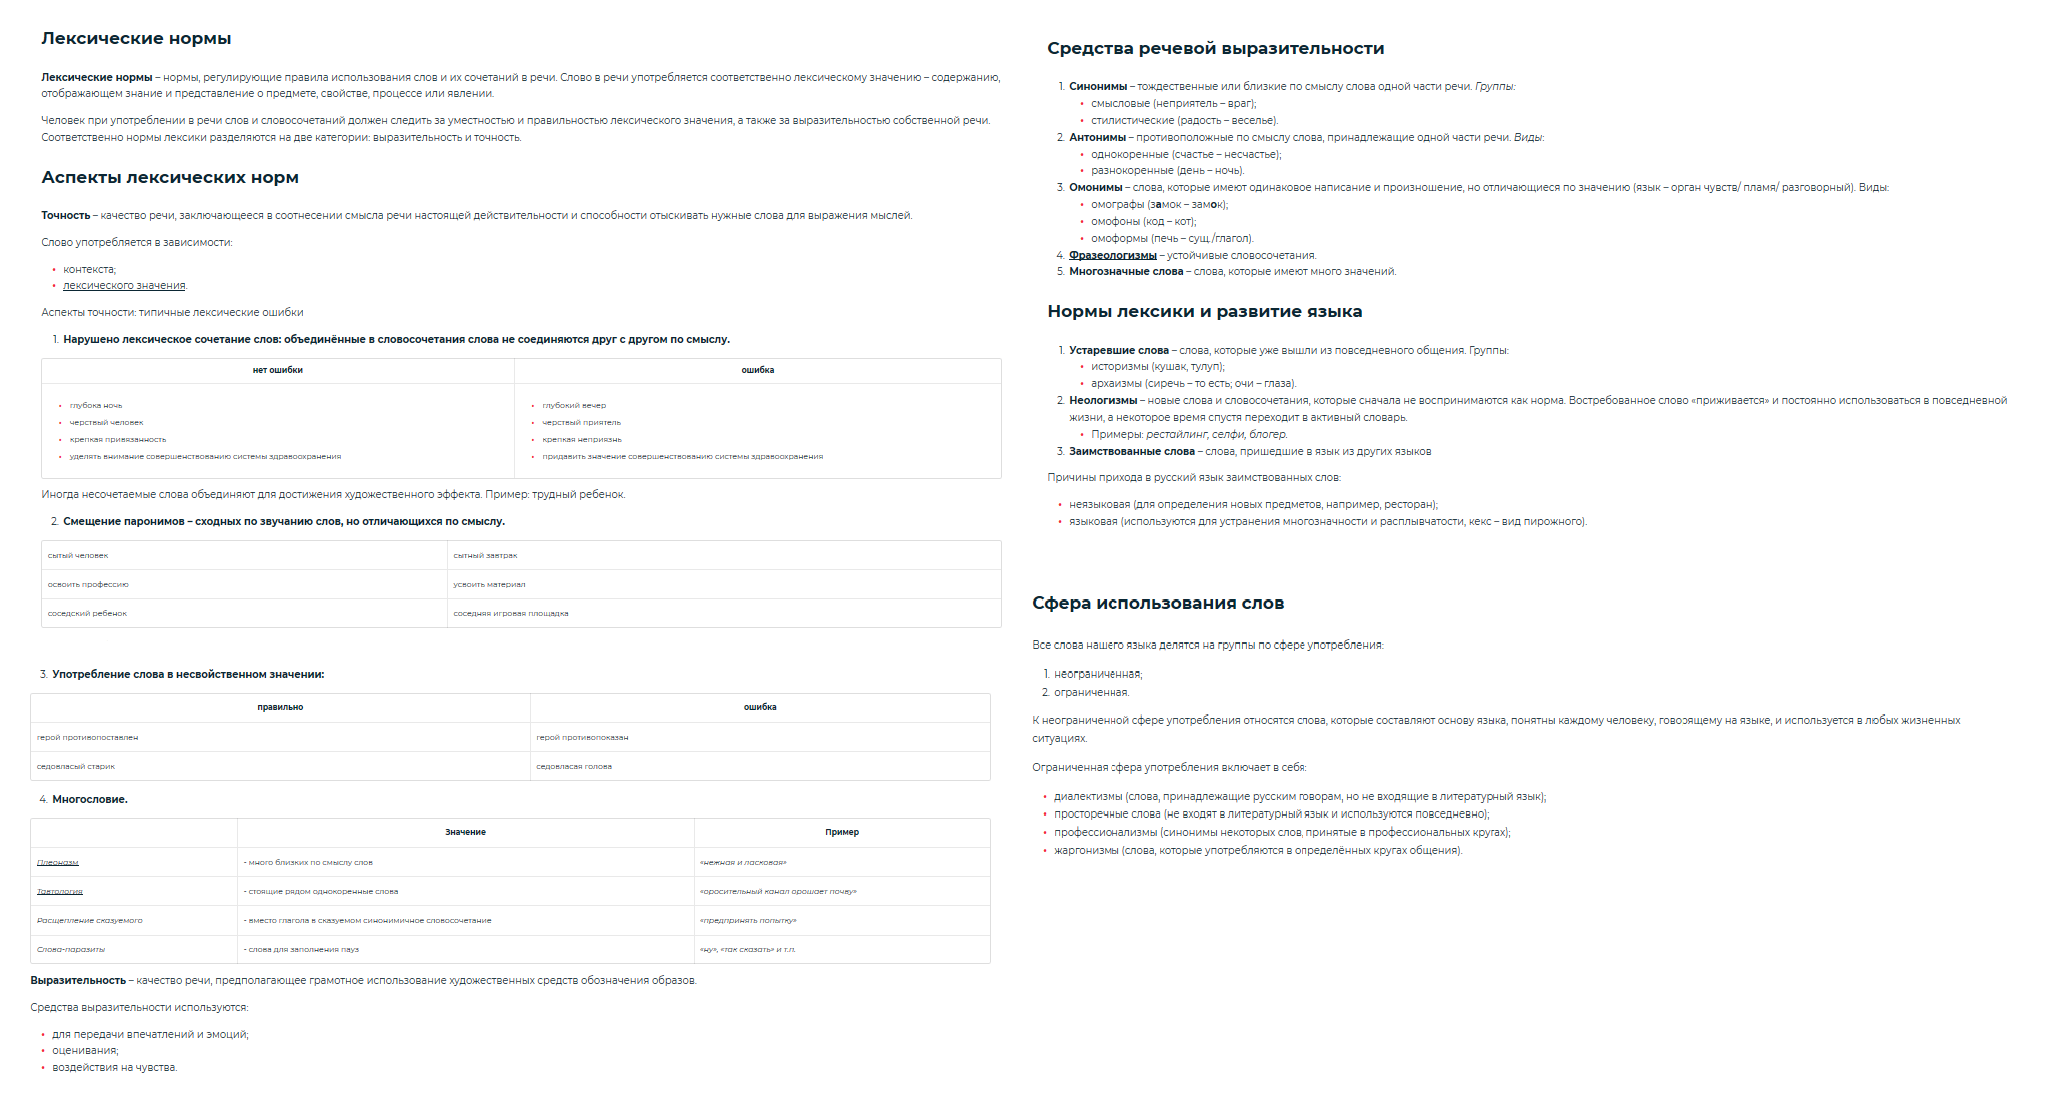 Лексические нормы
Лексические нормы – нормы, регулирующие правила использования слов и их сочетаний в речи. Слово в речи употребляется соответственно лексическому значению – содержанию,
отображающем знание и представление о предмете, свойстве, процессе или явлении.
Человек при употреблении в речи слов и словосочетаний должен следить за уместностью и правильностью лексического значения, а также за выразительностью собственной речи.
Соответственно нормы лексики разделяются на две категории: выразительность и точность.
Аспекты лексических норм
Точность – качество речи, заключающееся в соотнесении смысла речи настоящей действительности и способности отыскивать нужные слова для выражения мыслей.
Слово употребляется в зависимости:
• контекста;
• лексического значения.
Аспекты точности: типичные лексические ошибки
1. Нарушено лексическое сочетание слов: объединённые в словосочетания слова не соединяются друг с другом по смыслу.
нет ошибки ошибка
• глубока ночь • глубокий вечер
• черствый человек • черствый приятель
• крепкая привязанность • крепкая неприязнь
• уделять внимание совершенствованию системы здравоохранения • придавить значение совершенствованию системы здравоохранения
Иногда несочетаемые слова объединяют для достижения художественного эффекта. Пример: трудный ребенок.
2. Смещение паронимов – сходных по звучанию слов, но отличающихся по смыслу.
сытый человек сытный завтрак
освоить профессию усвоить материал
соседский ребенок соседняя игровая площадка
3. Употребление слова в несвойственном значении:
правильно ошибка
герой противопоставлен герой противопоказан
седовласый старик седовласая голова
4. Многословие.
Значение Пример
Плеоназм - много близких по смыслу слов «нежная и ласковая»
Тавтология - стоящие рядом однокоренные слова «оросительный канал орошает почву»
Расщепление сказуемого - вместо глагола в сказуемом синонимичное словосочетание «предпринять попытку»
Слова-паразиты - слова для заполнения пауз «ну», «так сказать» и т.п.
Выразительность – качество речи, предполагающее грамотное использование художественных средств обозначения образов.
Средства выразительности используются:
• для передачи впечатлений и эмоций;
• оценивания;
• воздействия на чувства.
Средства речевой выразительности
1. Синонимы – тождественные или близкие по смыслу слова одной части речи. Группы:
• смысловые (неприятель – враг);
• стилистические (радость – веселье).
2. Антонимы – противоположные по смыслу слова, принадлежащие одной части речи. Виды:
• однокоренные (счастье – несчастье);
• разнокоренные (день – ночь).
3. Омонимы – слова, которые имеют одинаковое написание и произношение, но отличающиеся по значению (язык – орган чувств/ пламя/ разговорный). Виды:
• омографы (замок – замок);
• омофоны (код – кот);
• омоформы (печь – сущ./глагол).
4. Фразеологизмы – устойчивые словосочетания.
5. Многозначные слова – слова, которые имеют много значений.
Нормы лексики и развитие языка
1. Устаревшие слова – слова, которые уже вышли из повседневного общения. Группы:
• историзмы (кушак, тулуп);
• архаизмы (сиречь – то есть; очи – глаза).
2. Неологизмы – новые слова и словосочетания, которые сначала не воспринимаются как норма. Востребованное слово «приживается» и постоянно использоваться в повседневной
жизни, а некоторое время спустя переходит в активный словарь.
• Примеры: рестайлинг, селфи, блогер.
3. Заимствованные слова – слова, пришедшие в язык из других языков
Причины прихода в русский язык заимствованных слов:
• неязыковая (для определения новых предметов, например, ресторан);
• языковая (используются для устранения многозначности и расплывчатости, кекс – вид пирожного).
Сфера использования слов
Все слова нашего языка делятся на группы по сфере употребления:
1. неограниченная;
2. ограниченная.
К неограниченной сфере употребления относятся слова, которые составляют основу языка, понятны каждому человеку, говорящему на языке, и используется в любых жизненных
ситуациях.
Ограниченная сфера употребления включает в себя:
• диалектизмы (слова, принадлежащие русским говорам, но не входящие в литературный язык);
• просторечные слова (не входят в литературный язык и используются повседневно);
• профессионализмы (синонимы некоторых слов, принятые в профессиональных кругах);
• жаргонизмы (слова, которые употребляются в определённых кругах общения).